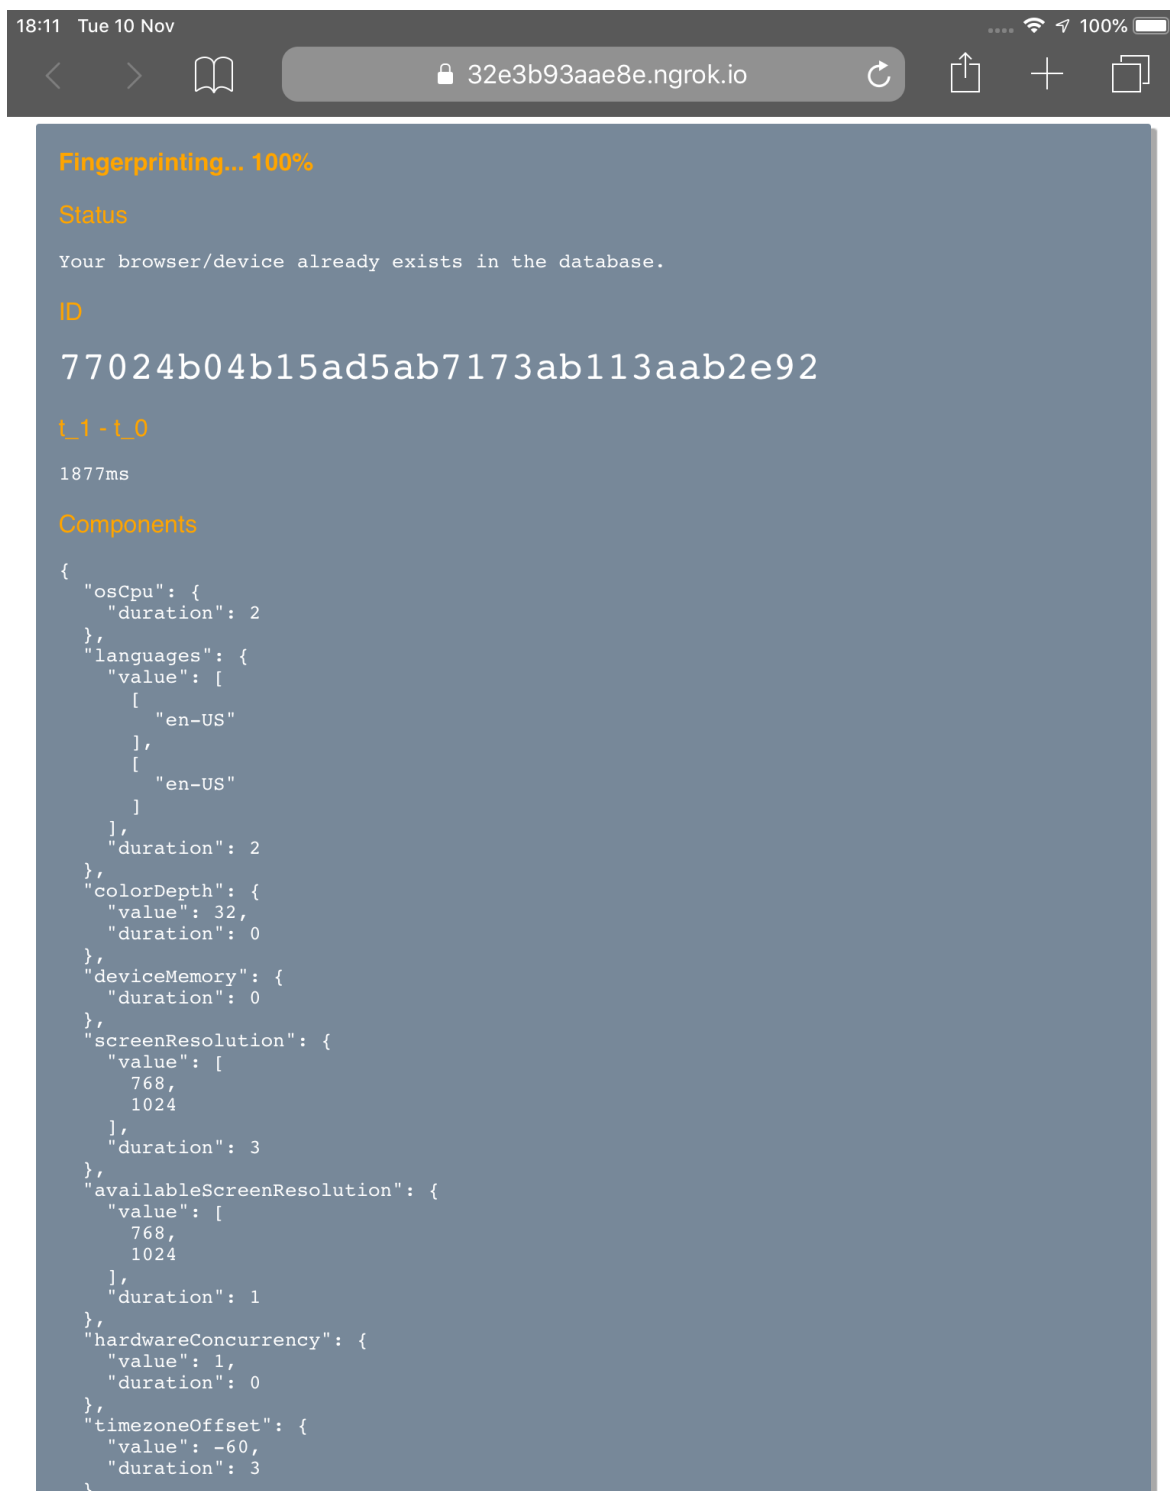 18:11 Tue 10 Nov
100%
32e3b93aae8e.ngrok.io
Fingerprinting... 100%
Status
Your browser/device already exists in the database.
ID
77024b04b15ad5ab7173ab113aab2e92
t_1 - t_0
1877ms
Components
{
  "osCpu": {
    "duration": 2
  },
  "languages": {
    "value": [
      [
        "en-US"
      ],
      [
        "en-US"
      ]
    ],
    "duration": 2
  },
  "colorDepth": {
    "value": 32,
    "duration": 0
  },
  "deviceMemory": {
    "duration": 0
  },
  "screenResolution": {
    "value": [
      768,
      1024
    ],
    "duration": 3
  },
  "availableScreenResolution": {
    "value": [
      768,
      1024
    ],
    "duration": 1
  },
  "hardwareConcurrency": {
    "value": 1,
    "duration": 0
  },
  "timezoneOffset": {
    "value": -60,
    "duration": 3
  }